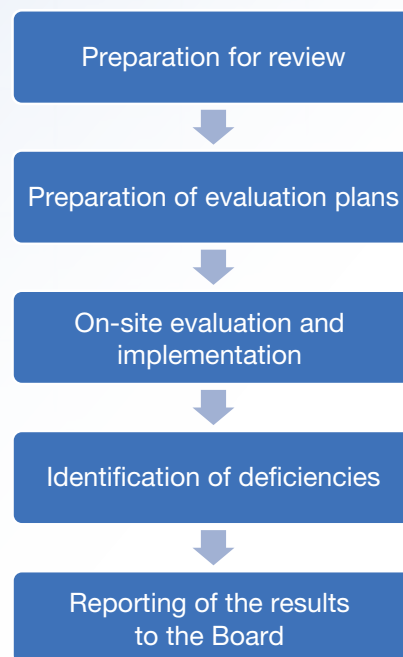 Preparation for review
Preparation of evaluation plans
On-site evaluation and
implementation
Identification of deficiencies
Reporting of the results
to the Board